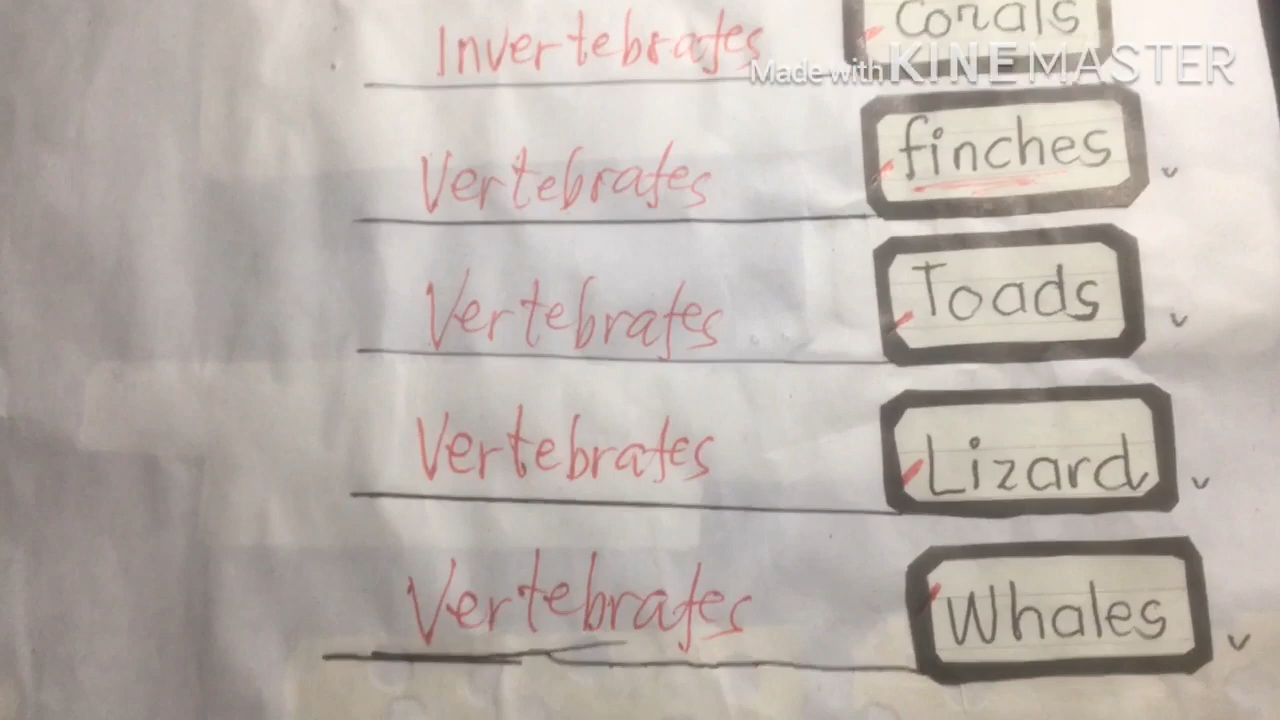 Invertebrates Corals
Made with KINEMASTER
Vertebrates finches
Vertebrates Toads
Vertebrates Lizard
Vertebrates Whales